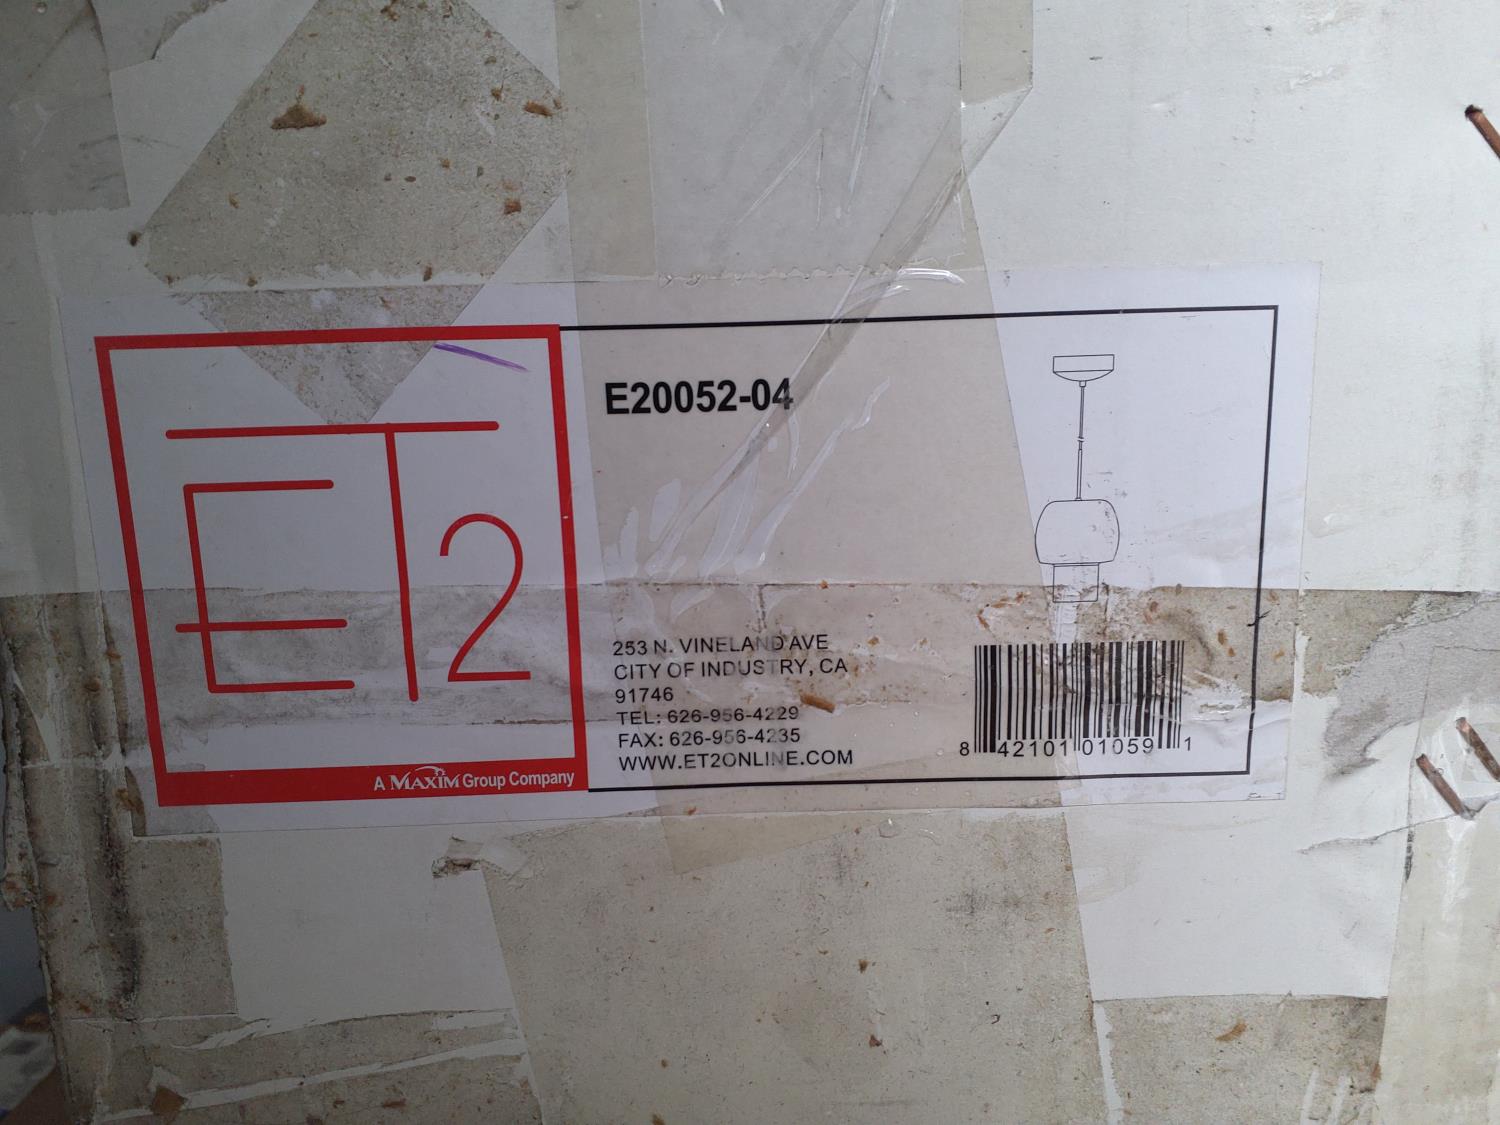 ET2
A MAXIM Group Company
E20052-04
253 N. VINELAND AVE
CITY OF INDUSTRY, CA
91746
TEL: 626-956-4229
FAX: 626-956-4235
WWW.ET2ONLINE.COM
8 42101 01059 1